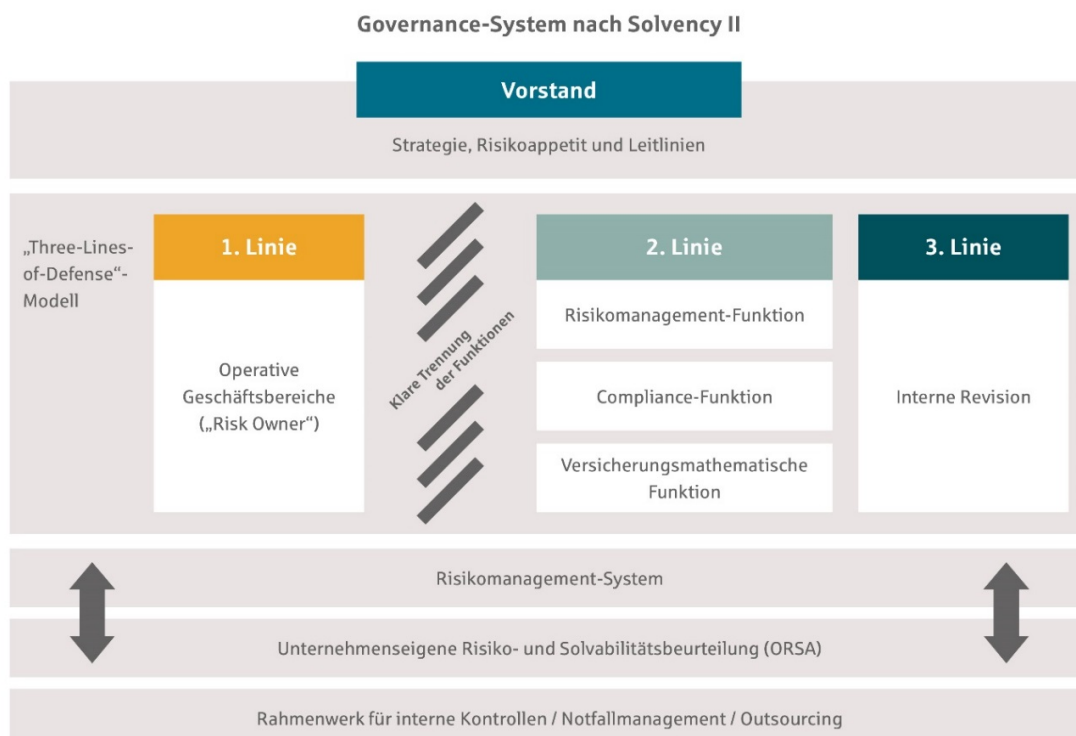 Governance-System nach Solvency II
Vorstand
Strategie, Risikoappetit und Leitlinien
„Three-Lines-
of-Defense“-
Modell
1. Linie
Operative
Geschäftsbereiche
(„Risk Owner“)
Klare Trennung
der Funktionen
2. Linie
Risikomanagement-Funktion
Compliance-Funktion
Versicherungsmathematische
Funktion
3. Linie
Interne Revision
Risikomanagement-System
Unternehmenseigene Risiko- und Solvabilitätsbeurteilung (ORSA)
Rahmenwerk für interne Kontrollen / Notfallmanagement / Outsourcing